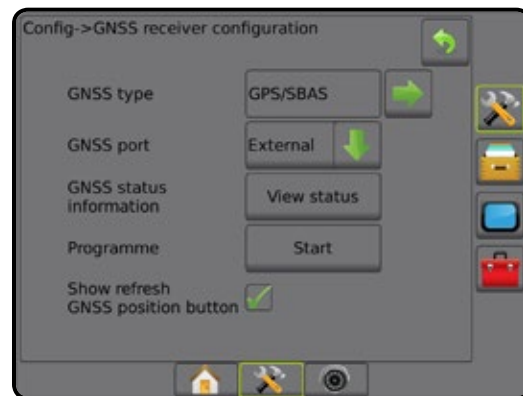 Config->GNSS receiver configuration
GNSS type
GPS/SBAS
GNSS port
External
GNSS status
information
View status
Programme
Start
Show refresh
GNSS position button